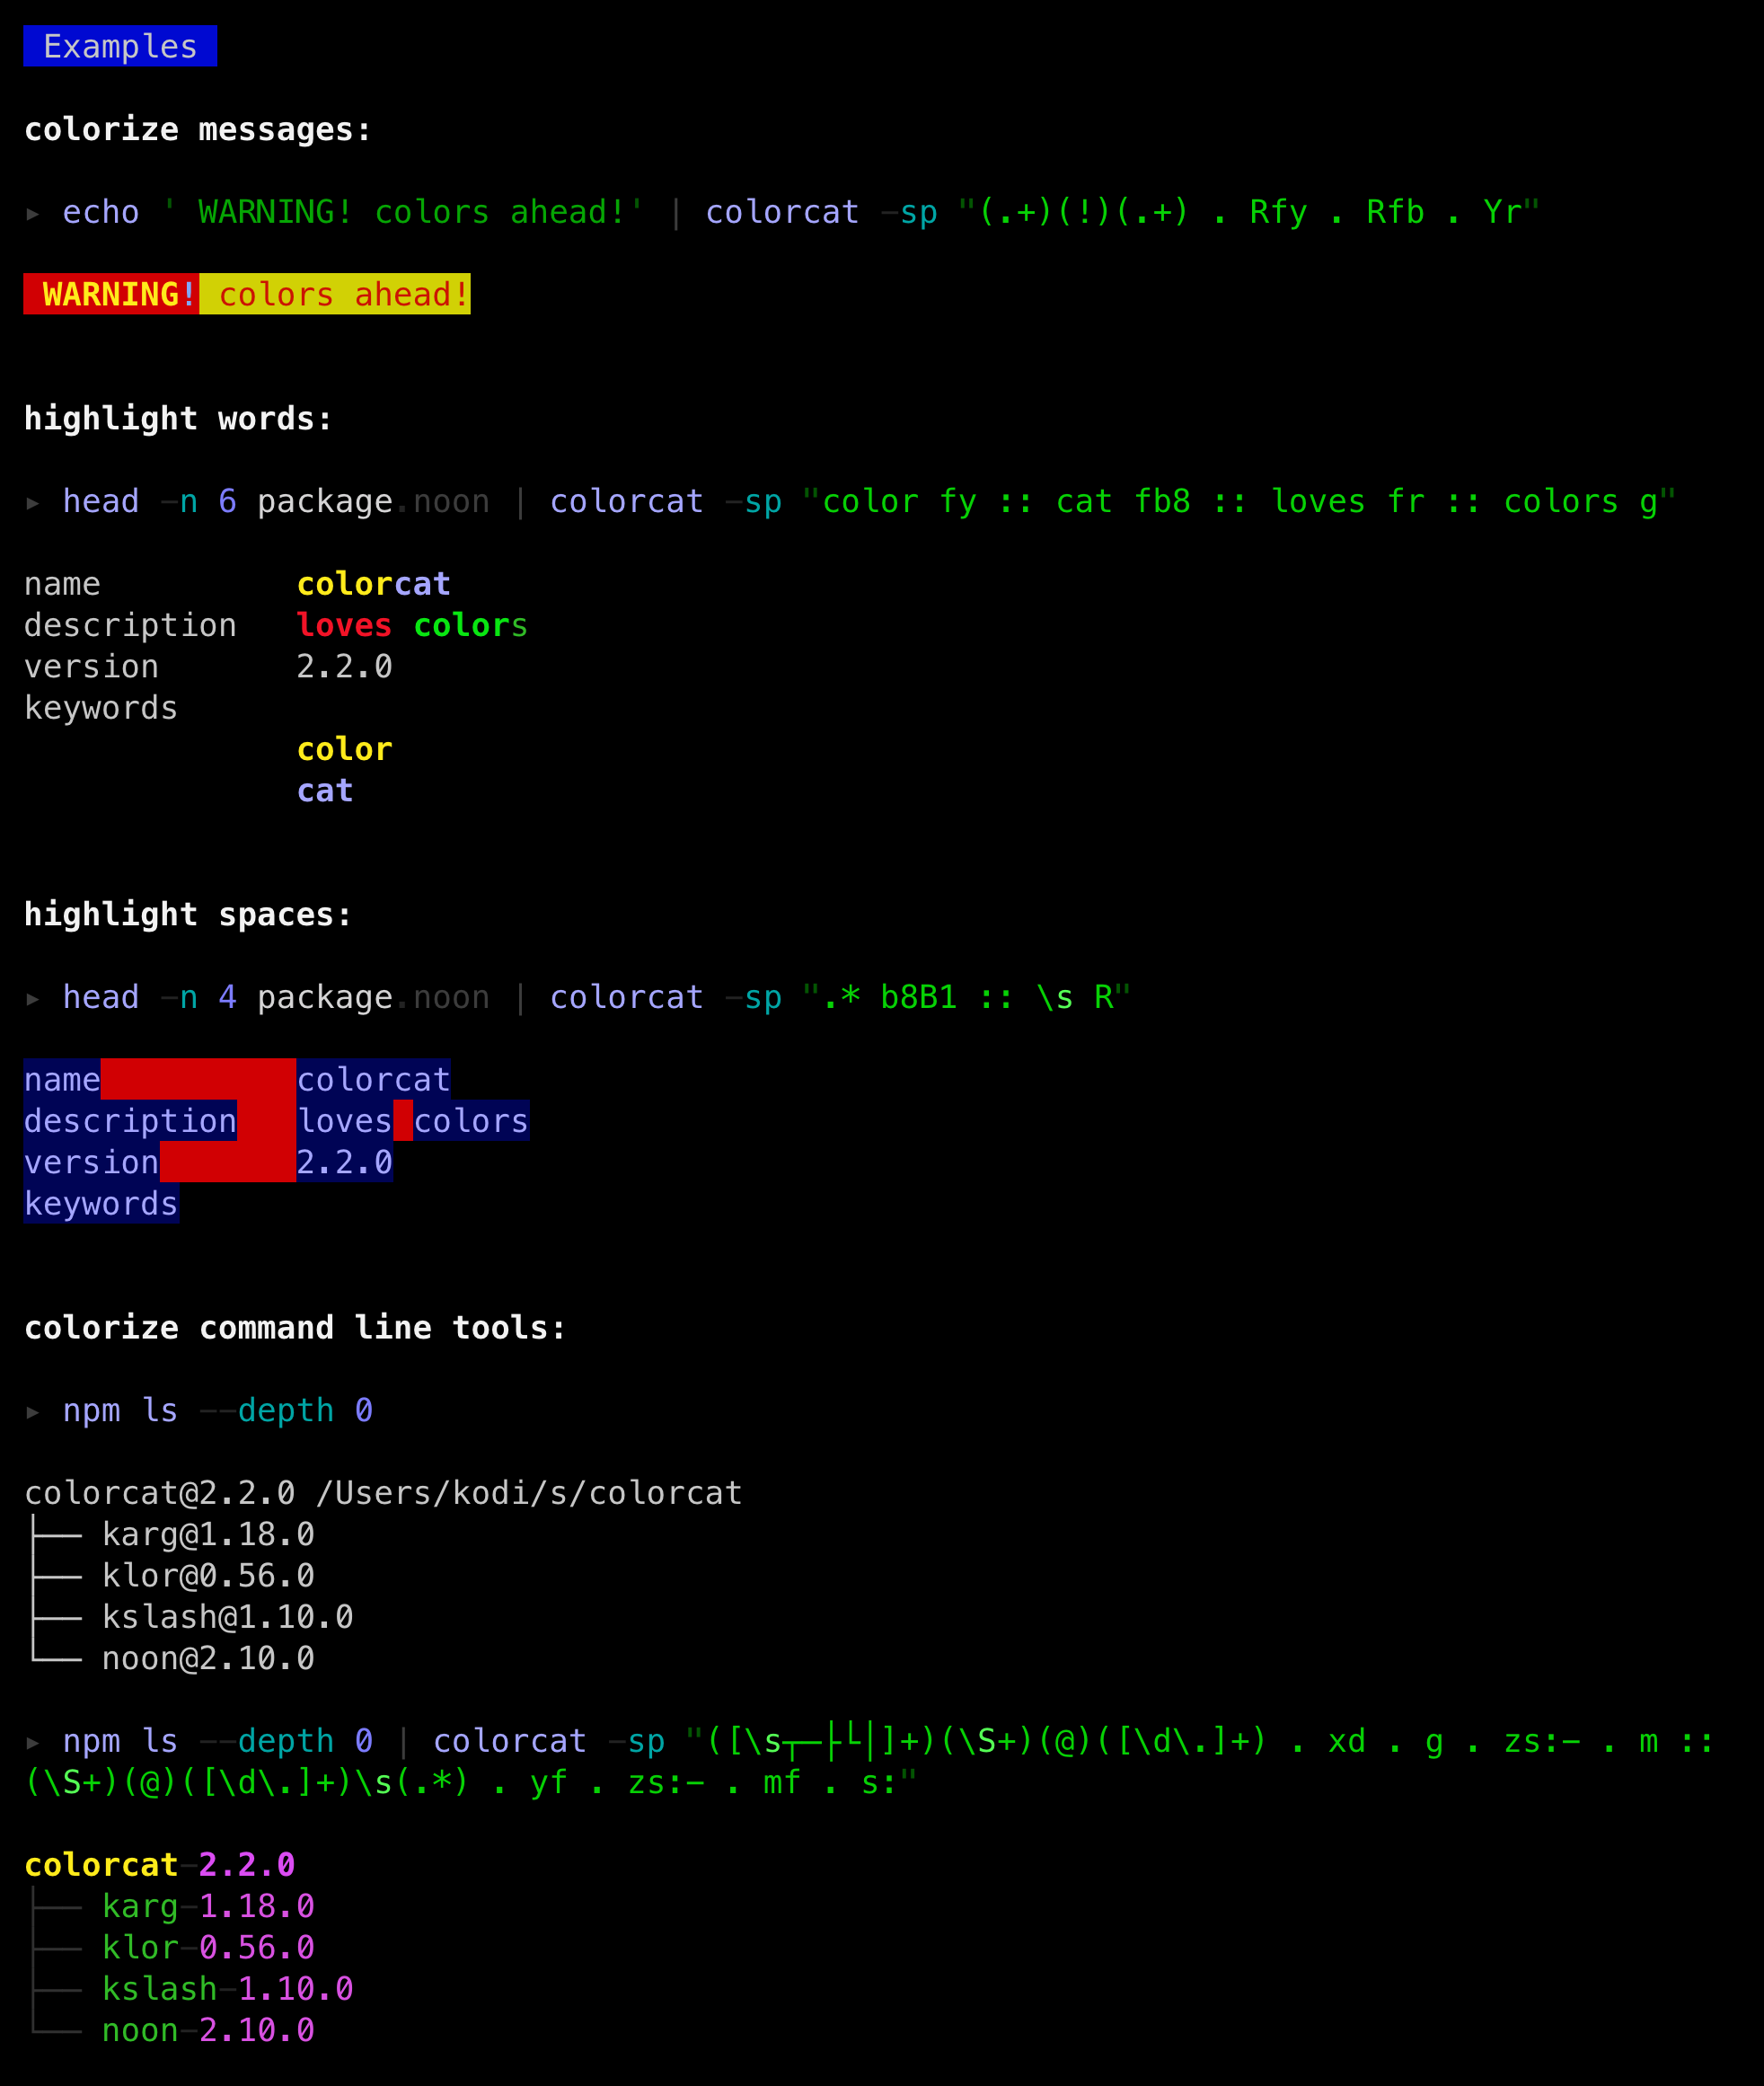 Examples
colorize messages:
▸ echo ' WARNING! colors ahead!' | colorcat -sp "(.+)(!)(.+) . Rfy . Rfb . Yr"
WARNING! colors ahead!
highlight words:
▸ head -n 6 package.noon | colorcat -sp "color fy :: cat fb8 :: loves fr :: colors g"
name          colorcat
description   loves colors
version       2.2.0
keywords
              color
              cat
highlight spaces:
▸ head -n 4 package.noon | colorcat -sp ".* b8B1 :: \s R"
name          colorcat
description   loves colors
version       2.2.0
keywords
colorize command line tools:
▸ npm ls --depth 0
colorcat@2.2.0 /Users/kodi/s/colorcat
├── karg@1.18.0
├── klor@0.56.0
├── kslash@1.10.0
└── noon@2.10.0
▸ npm ls --depth 0 | colorcat -sp "([\s┬─├└│]+)(\S+)(@)([\d\.]+) . xd . g . zs:- . m ::
(\S+)(@)([\d\.]+)\s(.*) . yf . zs:- . mf . s:"
colorcat-2.2.0
├── karg-1.18.0
├── klor-0.56.0
├── kslash-1.10.0
└── noon-2.10.0